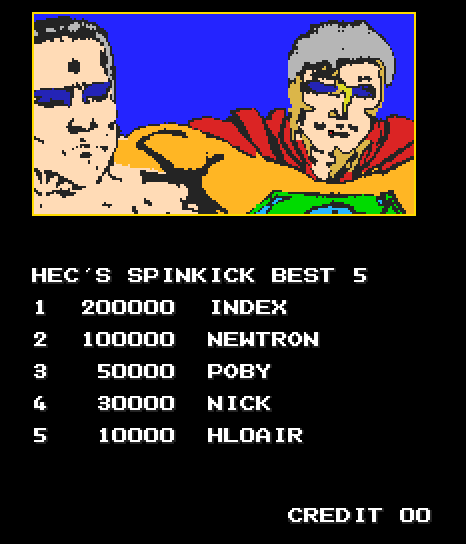 HEC'S SPINKICK BEST 5
1 200000 INDEX
2 100000 NEWTRON
3 50000 POBY
4 30000 NICK
5 10000 HLOAIR
CREDIT 00